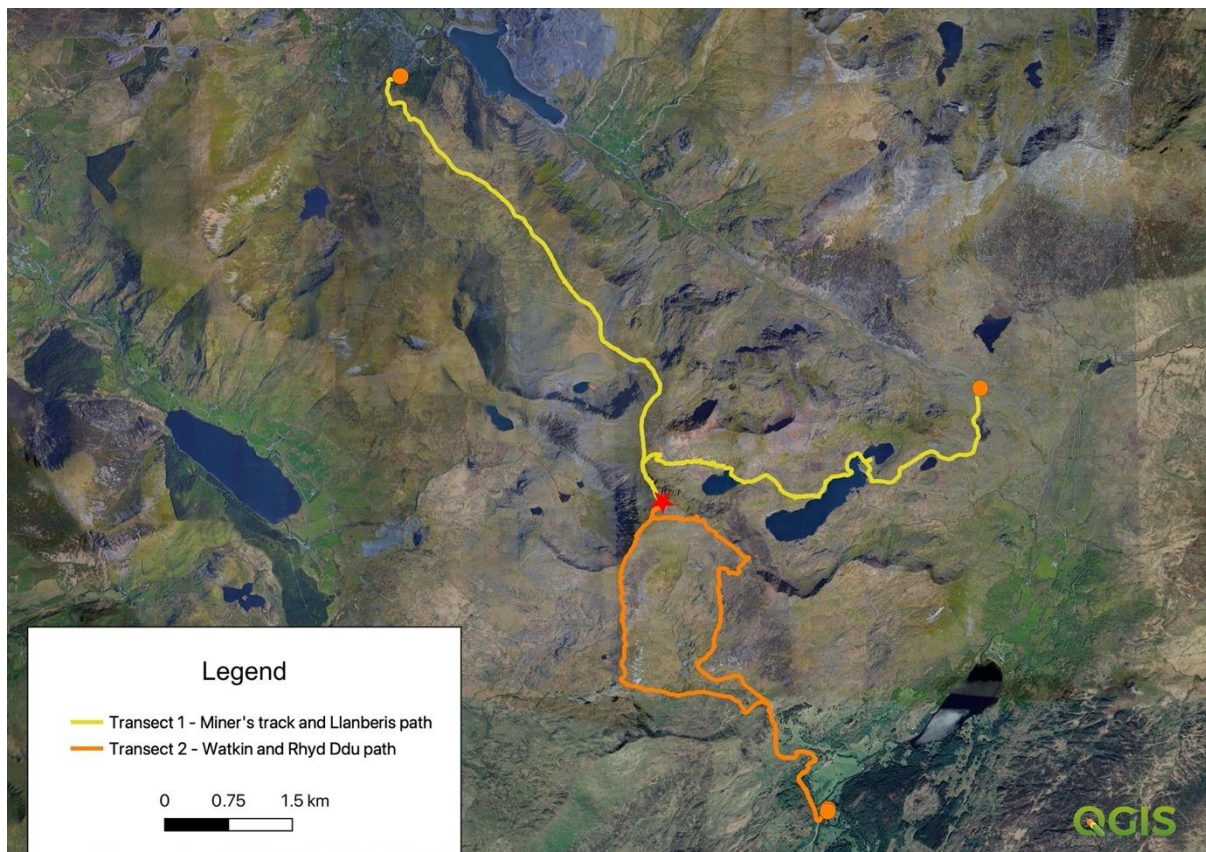 Legend
Transect 1 - Miner's track and Llanberis path
Transect 2 - Watkin and Rhyd Ddu path
0 0.75 1.5 km
QGIS